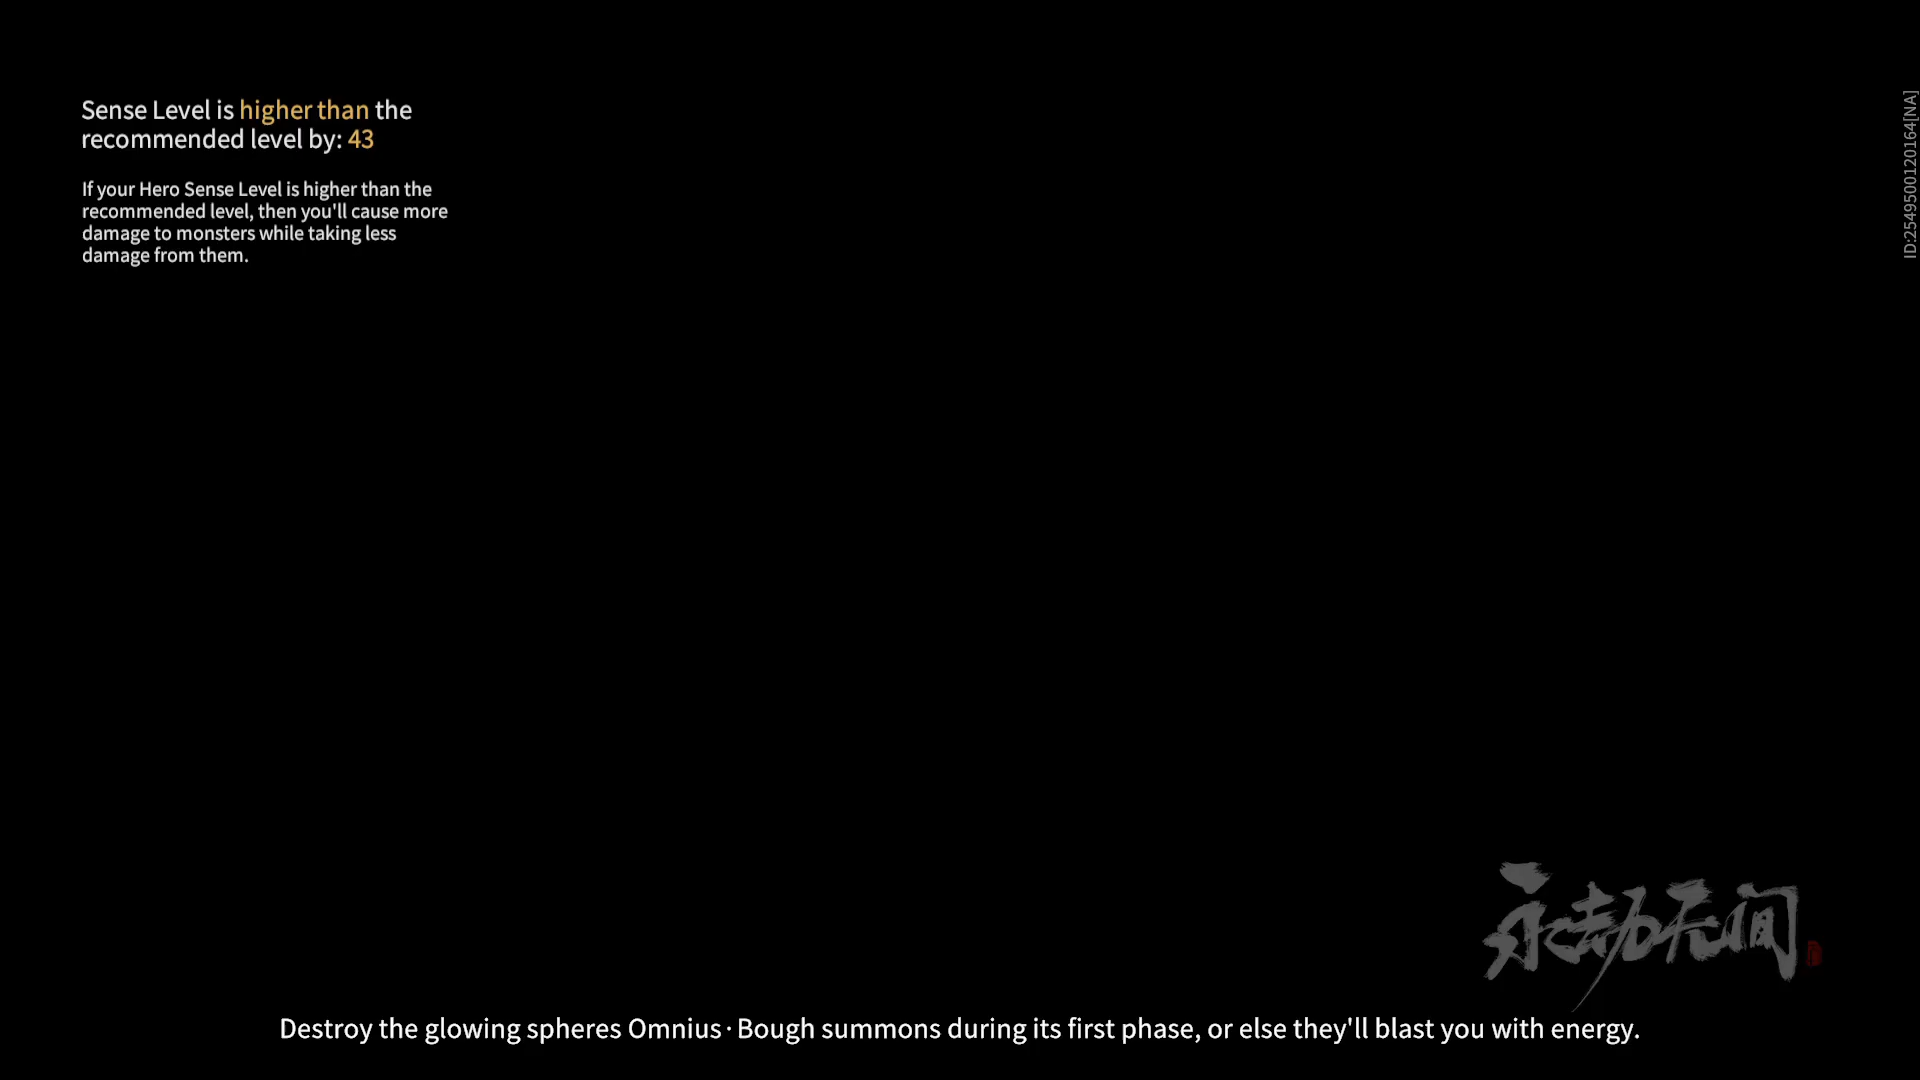 Sense Level is higher than the
recommended level by: 43
If your Hero Sense Level is higher than the
recommended level, then you'll cause more
damage to monsters while taking less
damage from them.
ID:2549500120164[NA]
永劫无间
Destroy the glowing spheres Omnius·Bough summons during its first phase, or else they'll blast you with energy.